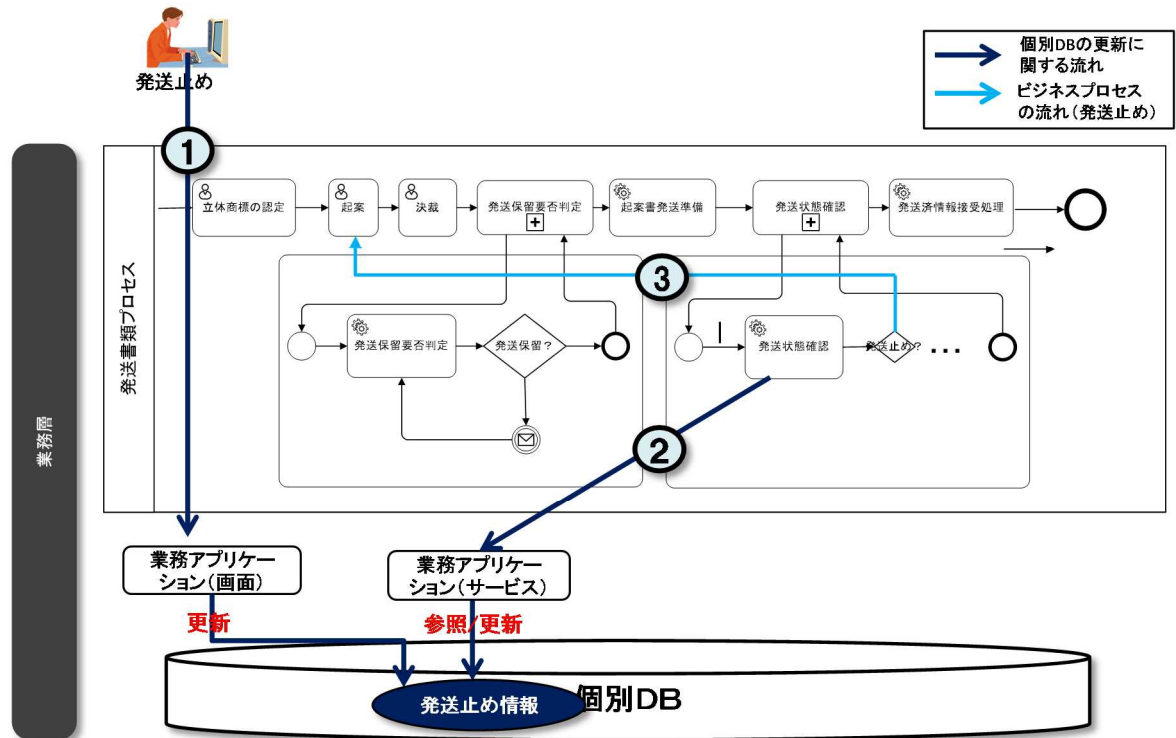 発送止め
個別DBの更新に
関する流れ
ビジネスプロセス
の流れ(発送止め)
1
業務層
発送書類プロセス
立体商標の認定
起案
決裁
発送保留要否判定
起案書発送準備
発送状態確認
発送済情報接受処理
3
発送保留要否判定
発送保留?
発送状態確認
発送止め?
...
2
業務アプリケー
ション(画面)
業務アプリケー
ション(サービス)
更新
参照/更新
発送止め情報
個別DB